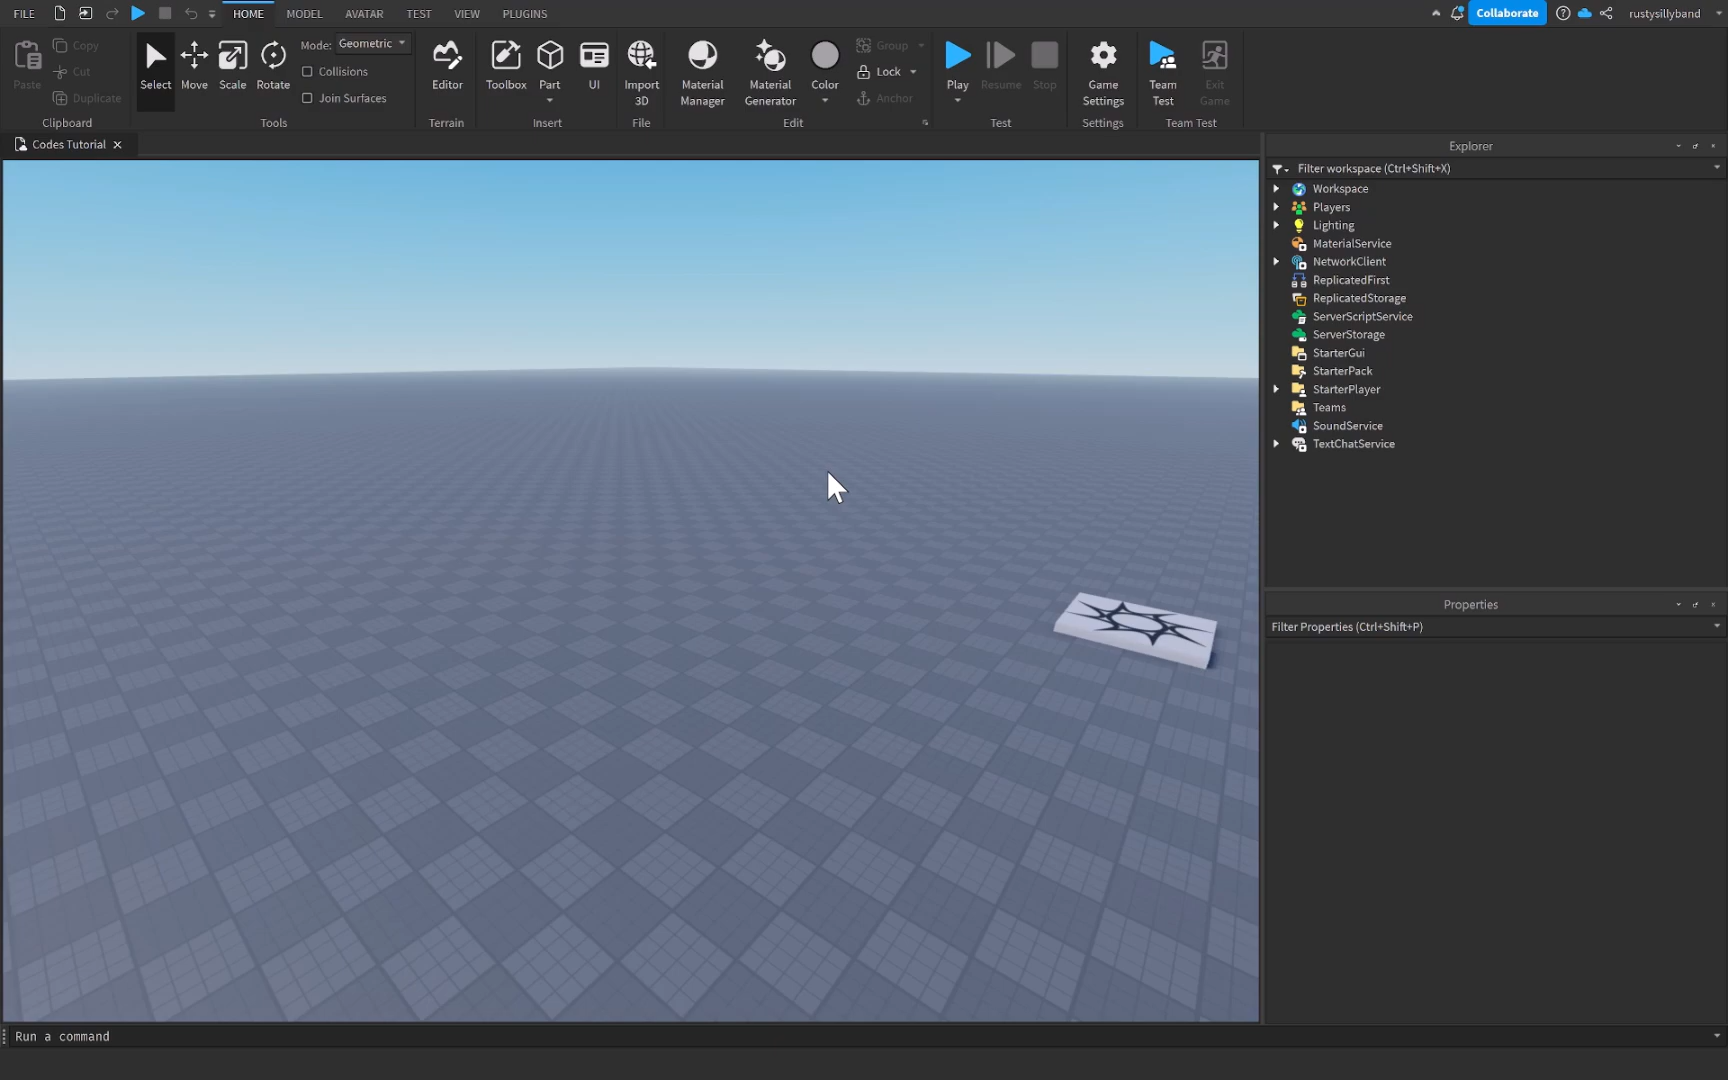 FILE HOME MODEL AVATAR TEST VIEW PLUGINS Collaborate rustysillyband
Paste Copy Cut Duplicate Clipboard
Select Move Scale Rotate Mode: Geometric
Collisions
Join Surfaces
Tools
Editor
Terrain
Toolbox Part UI
Insert
Import
3D
File
Material
Manager
Material
Generator
Color
Group
Lock
Anchor
Edit
Play Resume Stop
Test
Game
Settings
Settings
Team
Test
Exit
Game
Team Test
Codes Tutorial
Explorer
Filter workspace (Ctrl+Shift+X)
Workspace
Players
Lighting
MaterialService
NetworkClient
ReplicatedFirst
ReplicatedStorage
ServerScriptService
ServerStorage
StarterGui
StarterPack
StarterPlayer
Teams
SoundService
TextChatService
Properties
Filter Properties (Ctrl+Shift+P)
Run a command